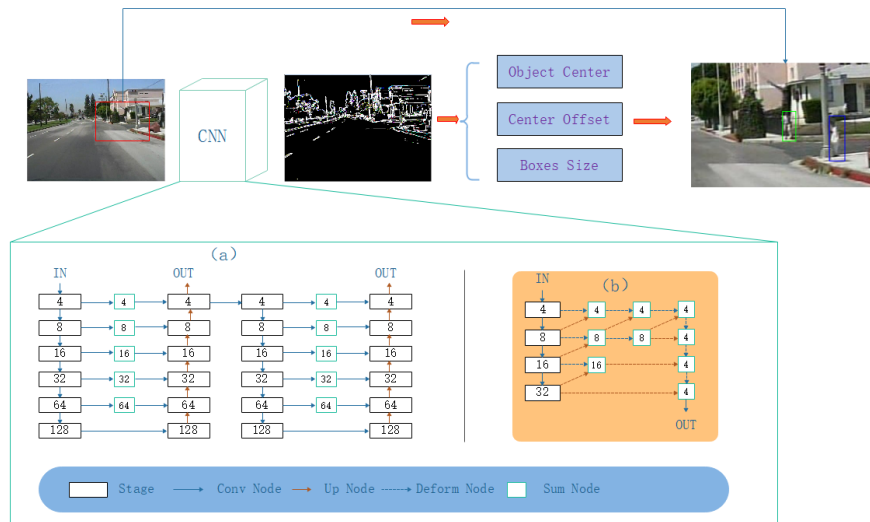 Object Center
CNN
Center Offset
Boxes Size
(a)
IN OUT OUT
4 4 4 4 4 4
8 8 8 8 8 8
16 16 16 16 16 16
32 32 32 32 32 32
64 64 64 64 64 64
128 128 128 128
IN
(b)
4 4 4 4
8 8 8 4
16 16 4
32 4
OUT
Stage Conv Node Up Node Deform Node Sum Node